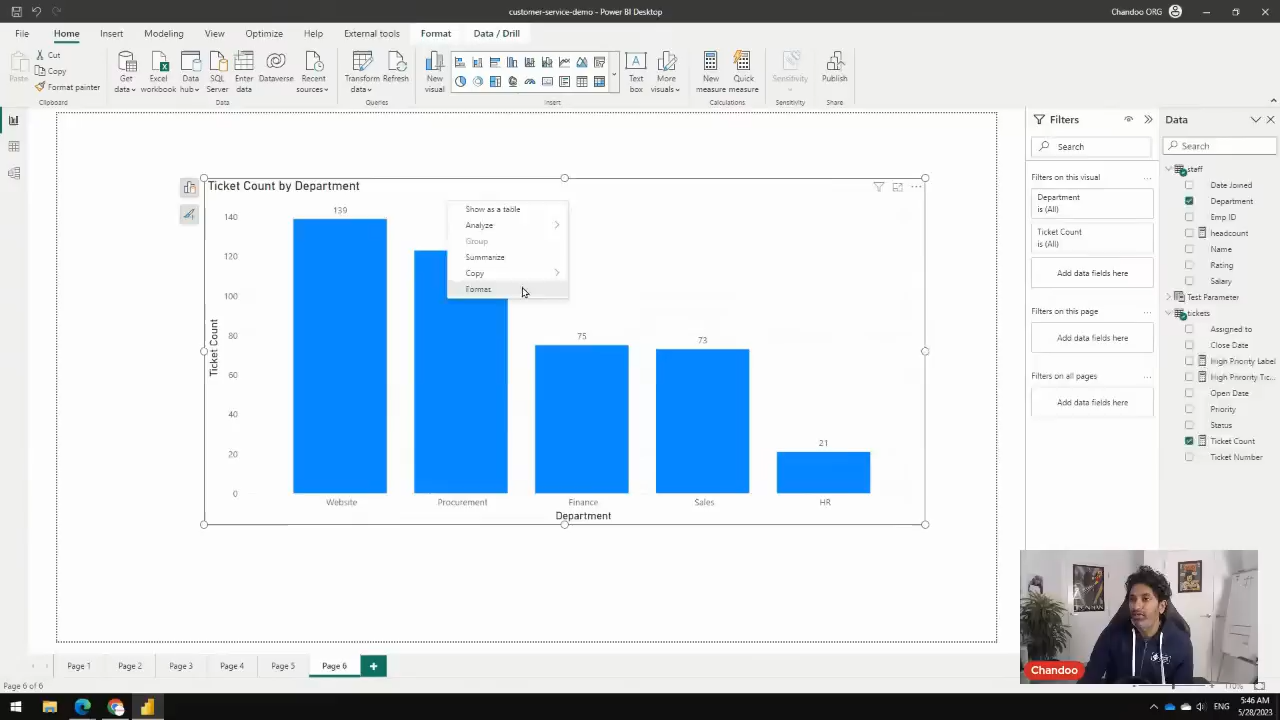 customer-service-demo - Power BI Desktop
Chandoo ORG
File
Home
Insert
Modeling
View
Optimize
Help
External tools
Format
Data / Drill
Paste
Cut
Copy
Format painter
Clipboard
Get data
Excel workbook
Data hub
SQL Server
Enter data
Dataverse
Recent sources
Data
Transform data
Refresh
Queries
New visual
Text box
More visuals
Insert
New measure
Quick measure
Calculations
Sensitivity
Sensitivity
Publish
Share
Ticket Count by Department
Ticket Count
140
120
100
80
60
40
20
0
139
75
73
21
Website
Procurement
Finance
Sales
HR
Department
Show as a table
Analyze
Group
Summarize
Copy
Format
Filters
Search
Filters on this visual
...
Department
is (All)
Ticket Count
is (All)
Add data fields here
Filters on this page
...
Add data fields here
Filters on all pages
...
Add data fields here
Data
Search
staff
Date Joined
Department
Emp ID
headcount
Name
Rating
Salary
Test Parameter
tickets
Assigned to
Close Date
High Priority Label
High Priority Tic...
Open Date
Priority
Status
Ticket Count
Ticket Number
Chandoo
Page 1
Page 2
Page 3
Page 4
Page 5
Page 6
Page 6 of 6
110%
ENG
5:46 AM
5/28/2023